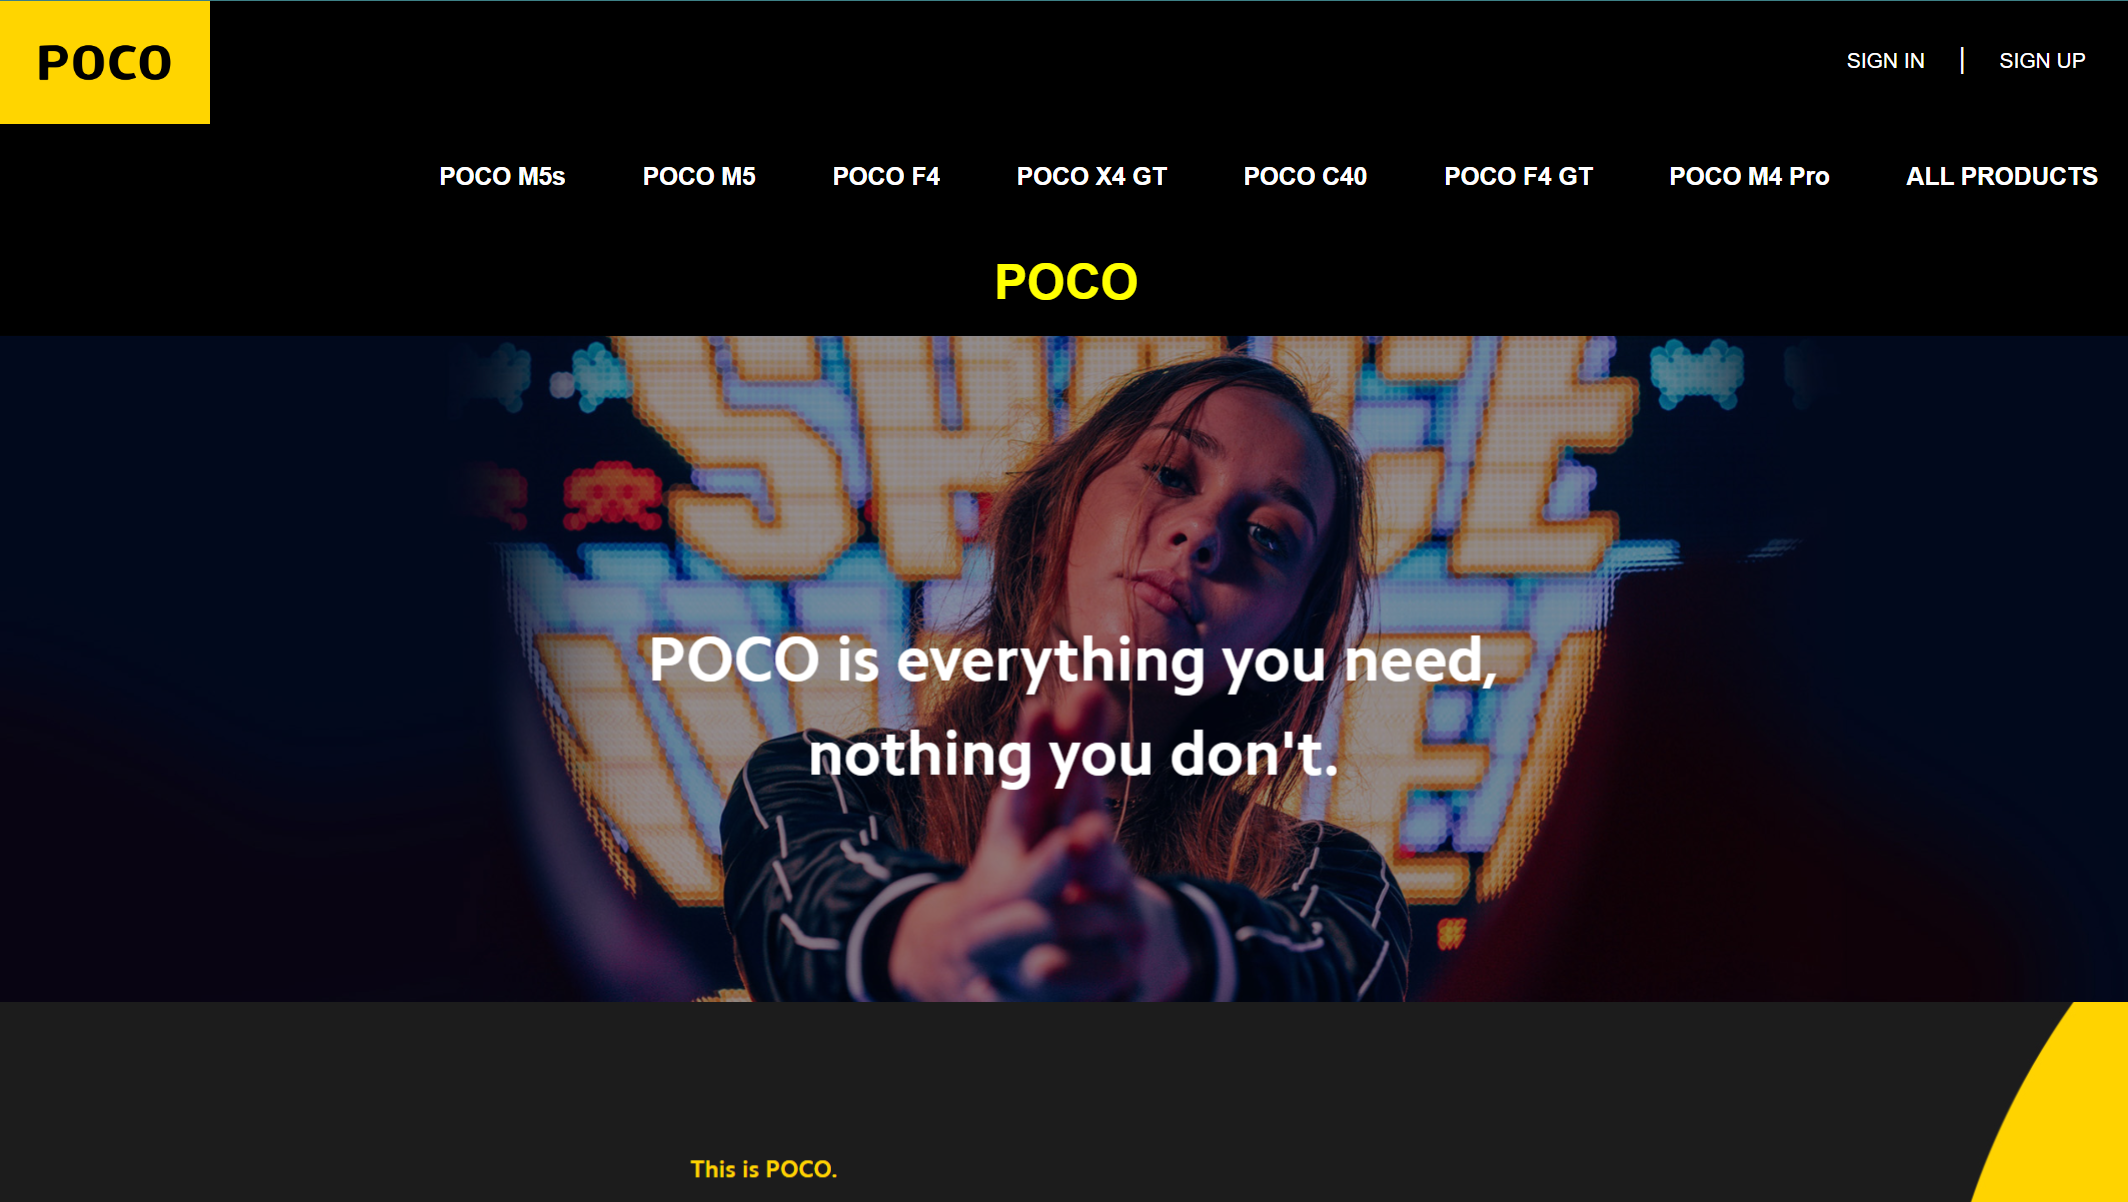 POCO
SIGN IN | SIGN UP
POCO M5s POCO M5 POCO F4 POCO X4 GT POCO C40 POCO F4 GT POCO M4 Pro ALL PRODUCTS
POCO
SPACE
POCO is everything you need,
nothing you don't.
This is POCO.